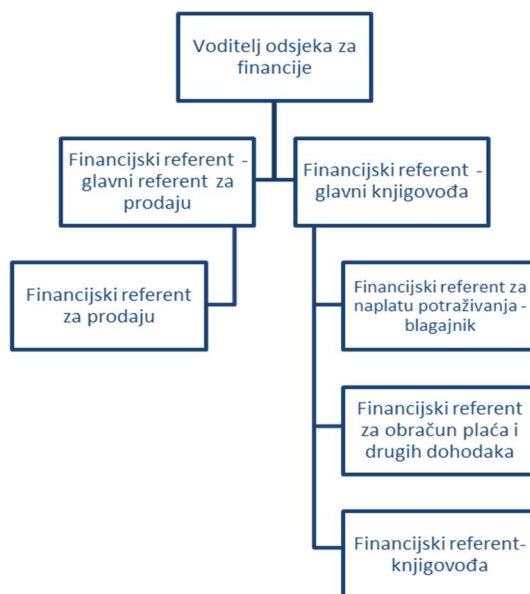 Voditelj odsjeka za
financije
Financijski referent -
glavni referent za
prodaju
Financijski referent -
glavni knjigovođa
Financijski referent
za prodaju
Financijski referent za
naplatu potraživanja -
blagajnik
Financijski referent
za obračun plaća i
drugih dohodaka
Financijski referent-
knjigovođa